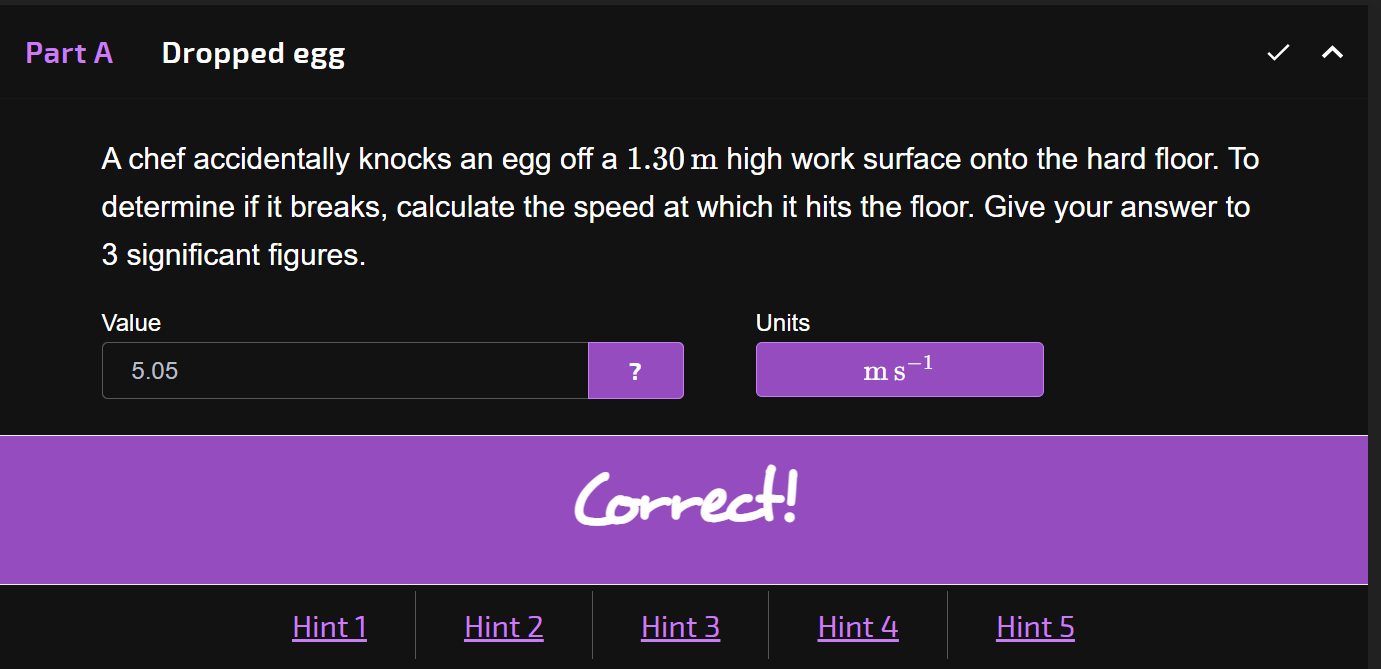 Part A Dropped egg
A chef accidentally knocks an egg off a 1.30 m high work surface onto the hard floor. To
determine if it breaks, calculate the speed at which it hits the floor. Give your answer to
3 significant figures.
Value Units
5.05 ? m s⁻¹
Correct!
Hint 1 Hint 2 Hint 3 Hint 4 Hint 5